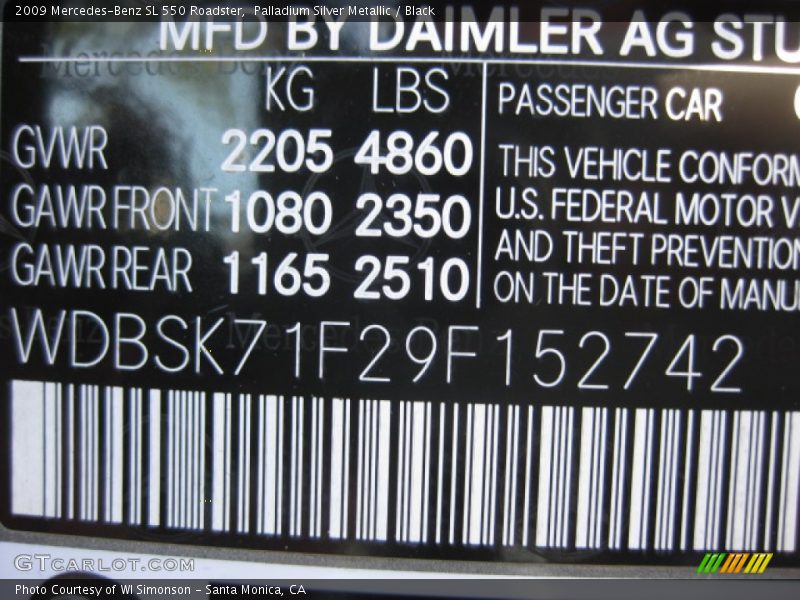 2009 Mercedes-Benz SL 550 Roadster,  Palladium Silver Metallic / Black
MFD BY DAIMLER AG STU
KG LBS
GVWR 2205 4860
GAWR FRONT 1080 2350
GAWR REAR 1165 2510
PASSENGER CAR
THIS VEHICLE CONFORM
U.S. FEDERAL MOTOR V
AND THEFT PREVENTION
ON THE DATE OF MANU
WDBSK71F29F152742
GTCARLOT.COM
Photo Courtesy of WI Simonson - Santa Monica, CA